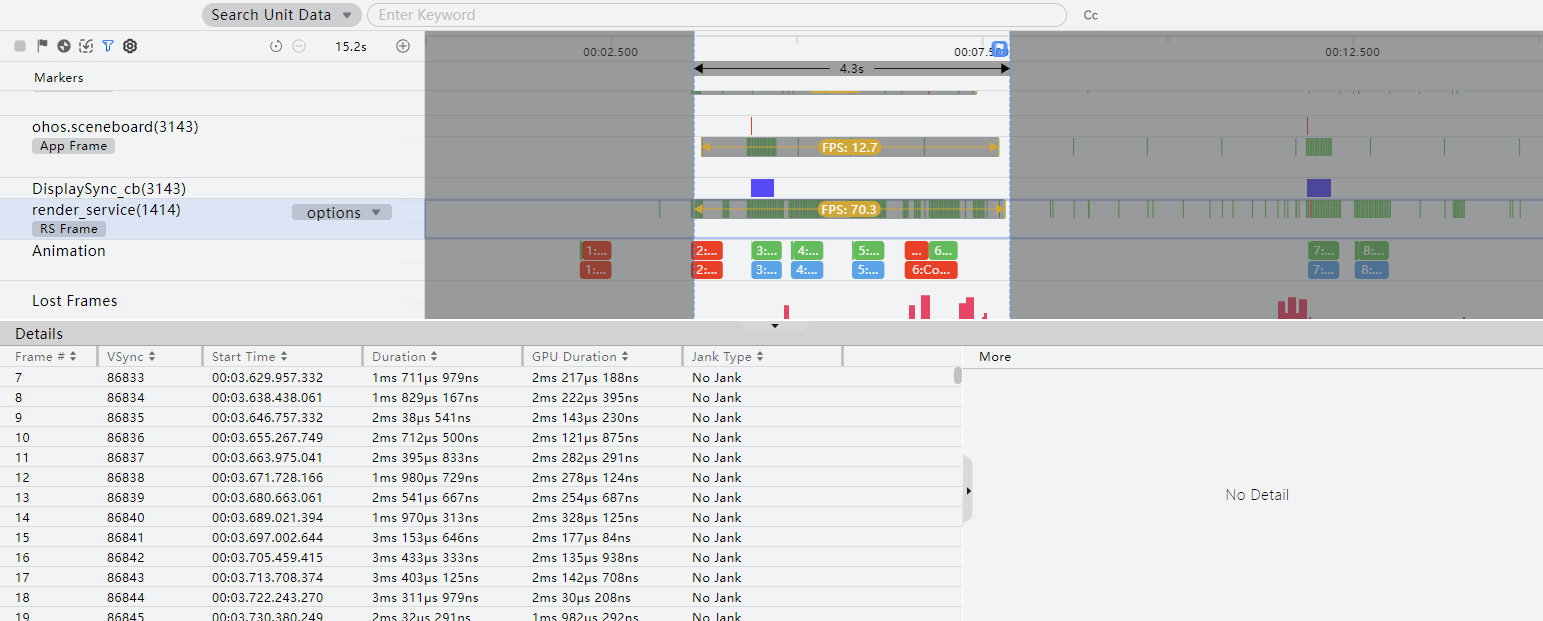 Search Unit Data
Enter Keyword
Cc
15.2s
00:02.500
00:12.500
4.3s
Markers
ohos.sceneboard(3143)
App Frame
FPS: 12.7
DisplaySync_cb(3143)
render_service(1414)
options
RS Frame
FPS: 70.3
Animation
1:... 2:... 3:... 4:... 5:... ... 6... 7:... 8:...
1:... 2:... 3:... 4:... 5:... 6:Co... 7:... 8:...
Lost Frames
Details
Frame # VSync Start Time Duration GPU Duration Jank Type
More
7 86833 00:03.629.957.332 1ms 711μs 979ns 2ms 217μs 188ns No Jank
8 86834 00:03.638.438.061 1ms 829μs 167ns 2ms 222μs 395ns No Jank
9 86835 00:03.646.757.332 2ms 38μs 541ns 2ms 143μs 230ns No Jank
10 86836 00:03.655.267.749 2ms 712μs 500ns 2ms 121μs 875ns No Jank
11 86837 00:03.663.975.041 2ms 395μs 833ns 2ms 282μs 291ns No Jank
12 86838 00:03.671.728.166 1ms 980μs 729ns 2ms 278μs 124ns No Jank
13 86839 00:03.680.663.061 2ms 541μs 667ns 2ms 254μs 687ns No Jank
14 86840 00:03.689.021.394 1ms 970μs 313ns 2ms 328μs 125ns No Jank
15 86841 00:03.697.002.644 3ms 153μs 646ns 2ms 177μs 84ns No Jank
16 86842 00:03.705.459.415 3ms 433μs 333ns 2ms 135μs 938ns No Jank
17 86843 00:03.713.708.374 3ms 403μs 125ns 2ms 142μs 708ns No Jank
18 86844 00:03.722.243.270 3ms 311μs 979ns 2ms 30μs 208ns No Jank
19 86845 00:03.730.380.249 2ms 32μs 291ns 1ms 982μs 292ns No Jank
No Detail